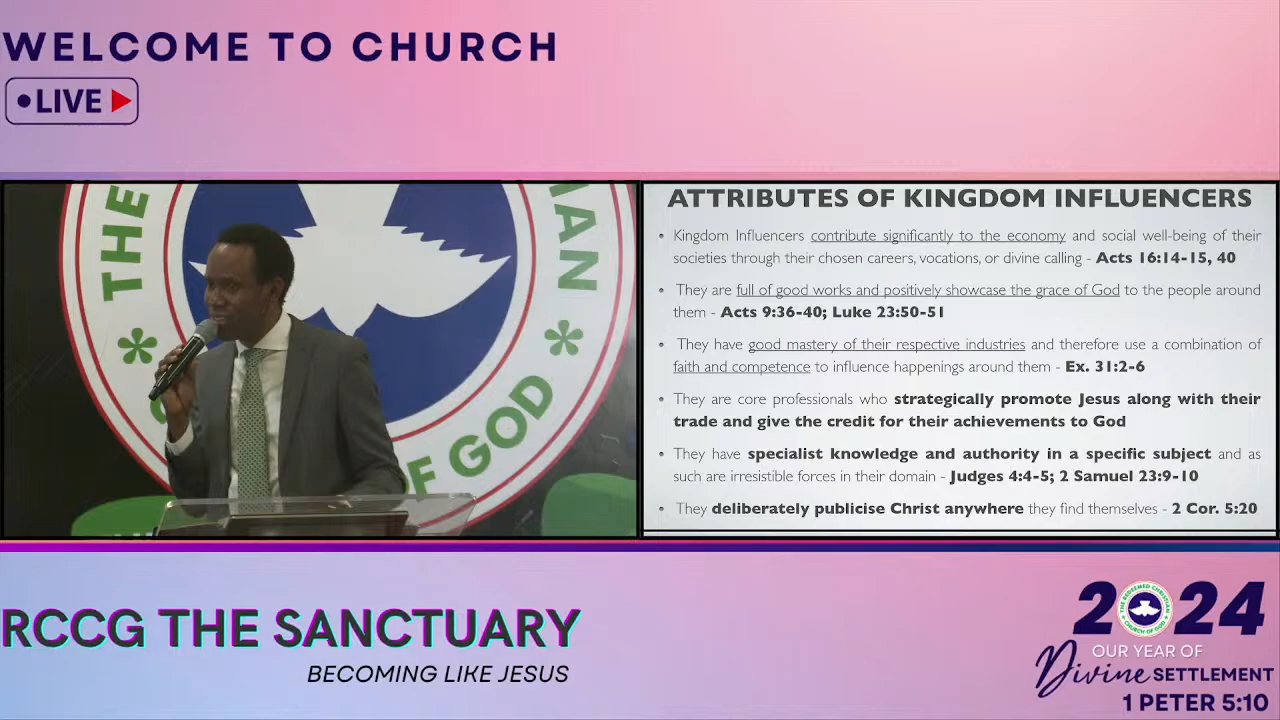 WELCOME TO CHURCH
•LIVE
THE
IAN
OF GOD
ATTRIBUTES OF KINGDOM INFLUENCERS
• Kingdom Influencers contribute significantly to the economy and social well-being of their
societies through their chosen careers, vocations, or divine calling - Acts 16:14-15, 40
• They are full of good works and positively showcase the grace of God to the people around
them - Acts 9:36-40; Luke 23:50-51
• They have good mastery of their respective industries and therefore use a combination of
faith and competence to influence happenings around them - Ex. 31:2-6
• They are core professionals who strategically promote Jesus along with their
trade and give the credit for their achievements to God
• They have specialist knowledge and authority in a specific subject and as
such are irresistible forces in their domain - Judges 4:4-5; 2 Samuel 23:9-10
• They deliberately publicise Christ anywhere they find themselves - 2 Cor. 5:20
RCCG THE SANCTUARY
BECOMING LIKE JESUS
2024
THE REDEEMED CHRISTIAN
CHURCH OF GOD
OUR YEAR OF
Divine SETTLEMENT
1 PETER 5:10